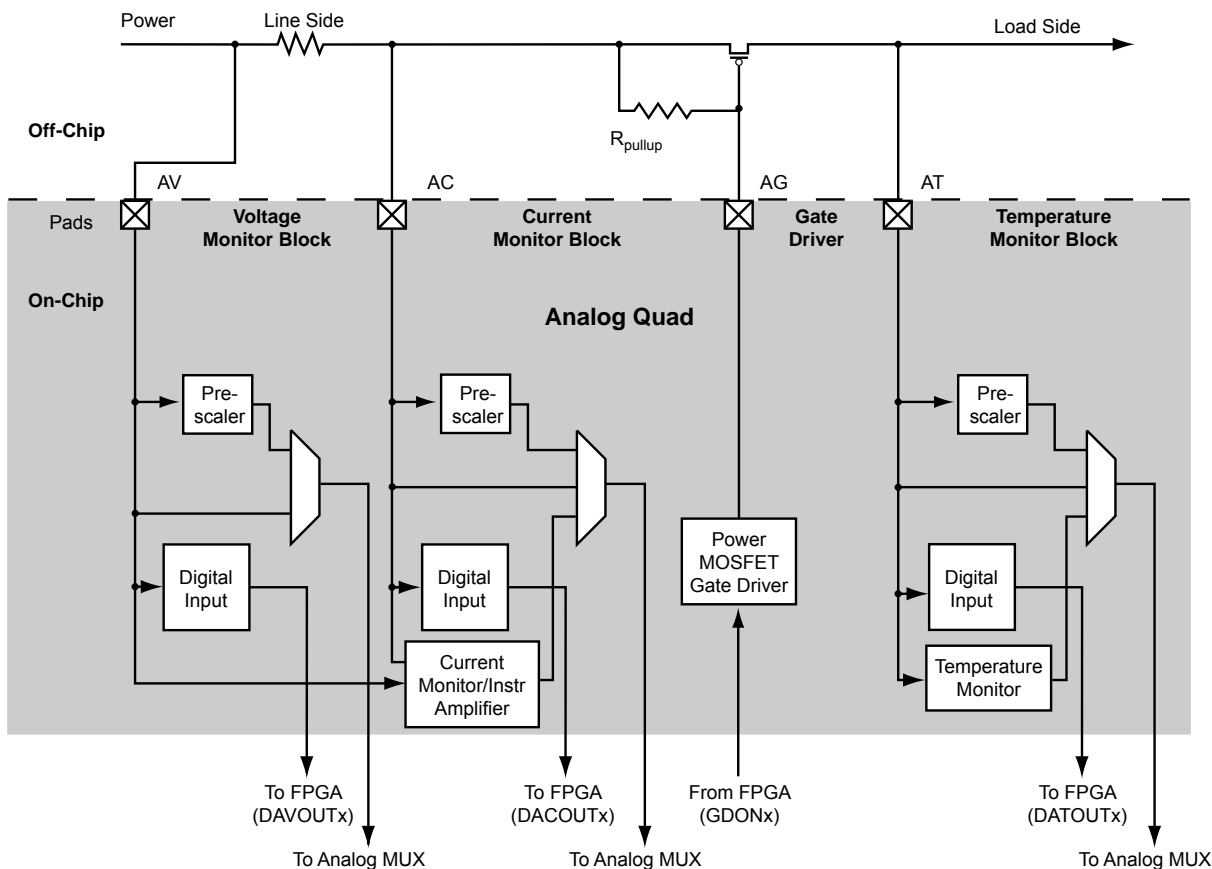 Power
Line Side
Load Side
Off-Chip
Rpullup
AV
AC
AG
AT
Pads
Voltage
Monitor Block
Current
Monitor Block
Gate
Driver
Temperature
Monitor Block
On-Chip
Analog Quad
Pre-
scaler
Pre-
scaler
Pre-
scaler
Digital
Input
Digital
Input
Power
MOSFET
Gate Driver
Digital
Input
Current
Monitor/Instr
Amplifier
Temperature
Monitor
To FPGA
(DAVOUTx)
To FPGA
(DACOUTx)
From FPGA
(GDONx)
To FPGA
(DATOUTx)
To Analog MUX
To Analog MUX
To Analog MUX